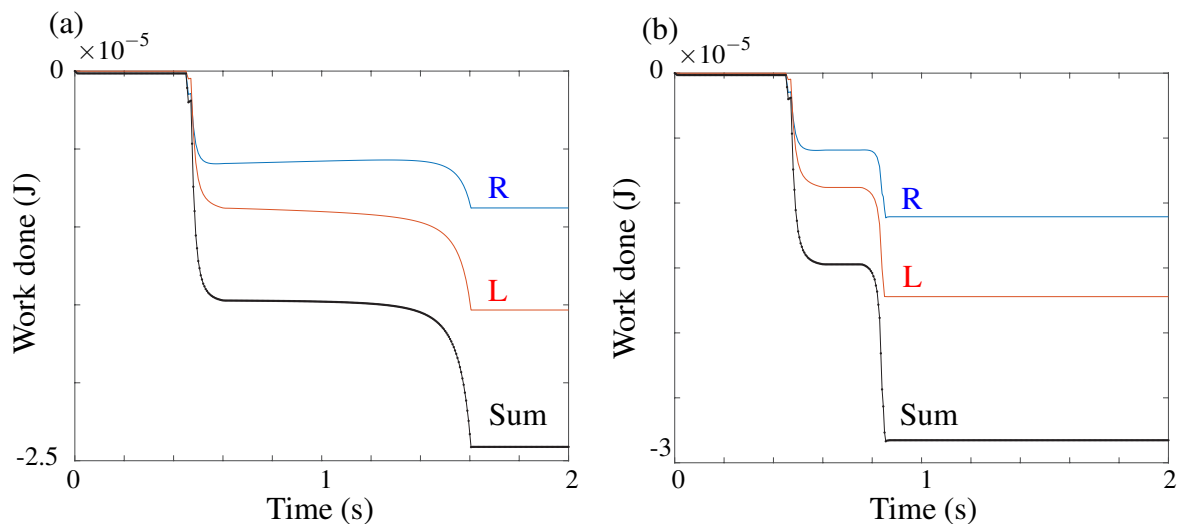 (a)
×10⁻⁵
0
Work done (J)
R
L
Sum
-2.5
0
1
2
Time (s)
(b)
×10⁻⁵
0
Work done (J)
R
L
Sum
-3
0
1
2
Time (s)